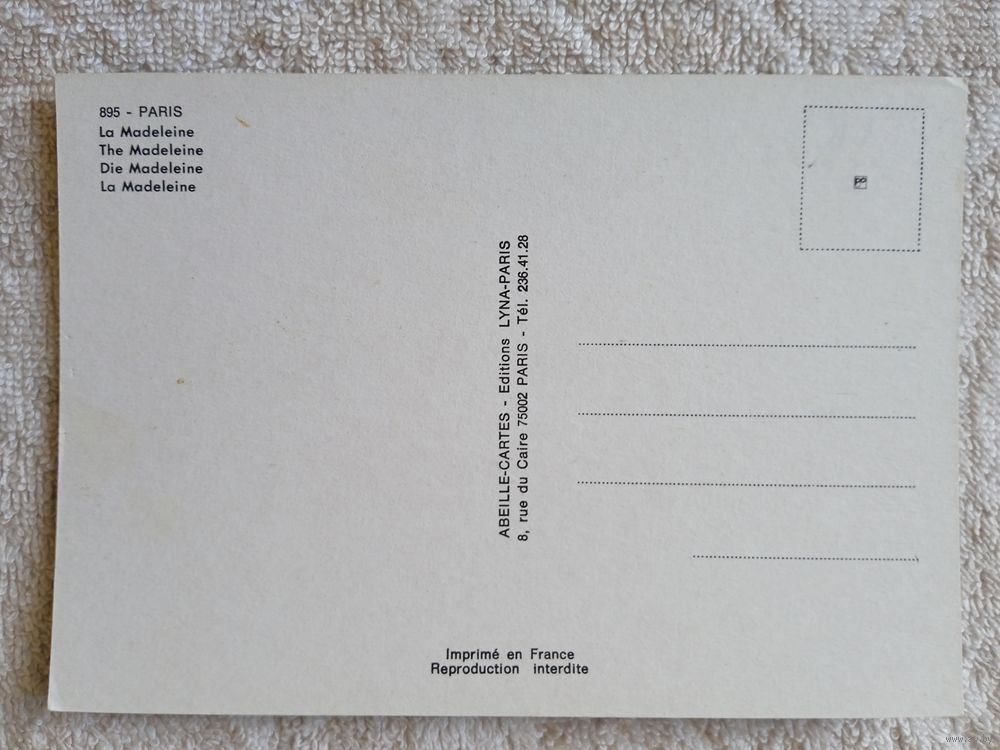 895 - PARIS
La Madeleine
The Madeleine
Die Madeleine
La Madeleine
ABEILLE-CARTES - Editions LYNA-PARIS
8, rue du Caire 75002 PARIS - Tél. 236.41.28
Imprimé en France
Reproduction interdite